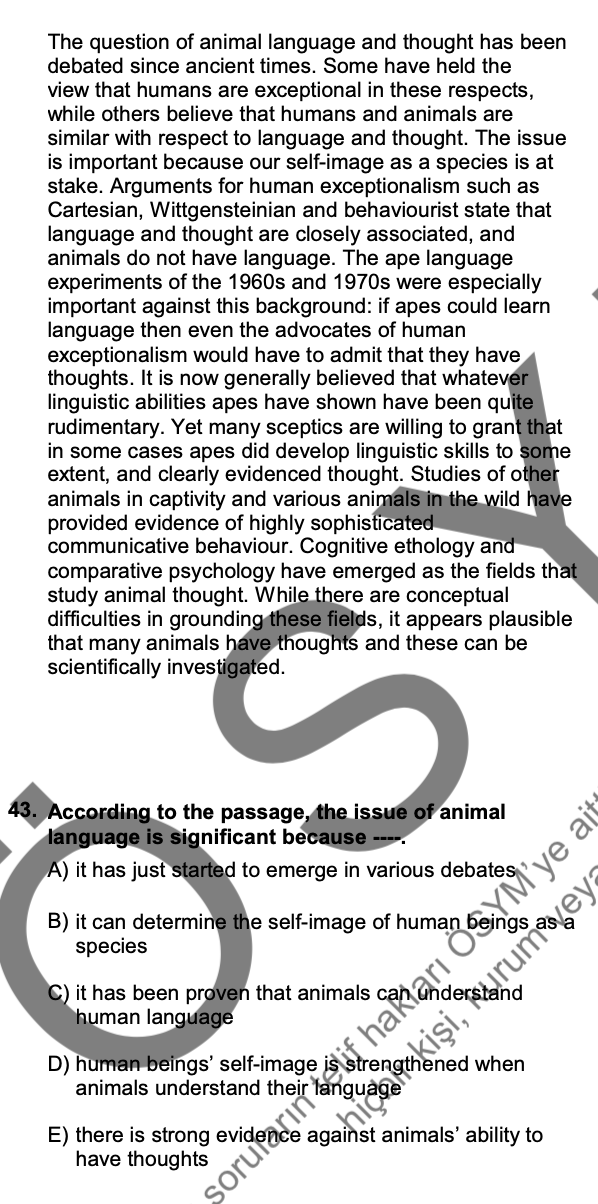 The question of animal language and thought has been
debated since ancient times. Some have held the
view that humans are exceptional in these respects,
while others believe that humans and animals are
similar with respect to language and thought. The issue
is important because our self-image as a species is at
stake. Arguments for human exceptionalism such as
Cartesian, Wittgensteinian and behaviourist state that
language and thought are closely associated, and
animals do not have language. The ape language
experiments of the 1960s and 1970s were especially
important against this background: if apes could learn
language then even the advocates of human
exceptionalism would have to admit that they have
thoughts. It is now generally believed that whatever
linguistic abilities apes have shown have been quite
rudimentary. Yet many sceptics are willing to grant that
in some cases apes did develop linguistic skills to some
extent, and clearly evidenced thought. Studies of other
animals in captivity and various animals in the wild have
provided evidence of highly sophisticated
communicative behaviour. Cognitive ethology and
comparative psychology have emerged as the fields that
study animal thought. While there are conceptual
difficulties in grounding these fields, it appears plausible
that many animals have thoughts and these can be
scientifically investigated.
43. According to the passage, the issue of animal
language is significant because ----.
A) it has just started to emerge in various debates
B) it can determine the self-image of human beings as a
species
C) it has been proven that animals can understand
human language
D) human beings' self-image is strengthened when
animals understand their language
E) there is strong evidence against animals' ability to
have thoughts
ÖSY
soruların telif hakları ÖSYM'ye
hiçbir kişi, kurum veya